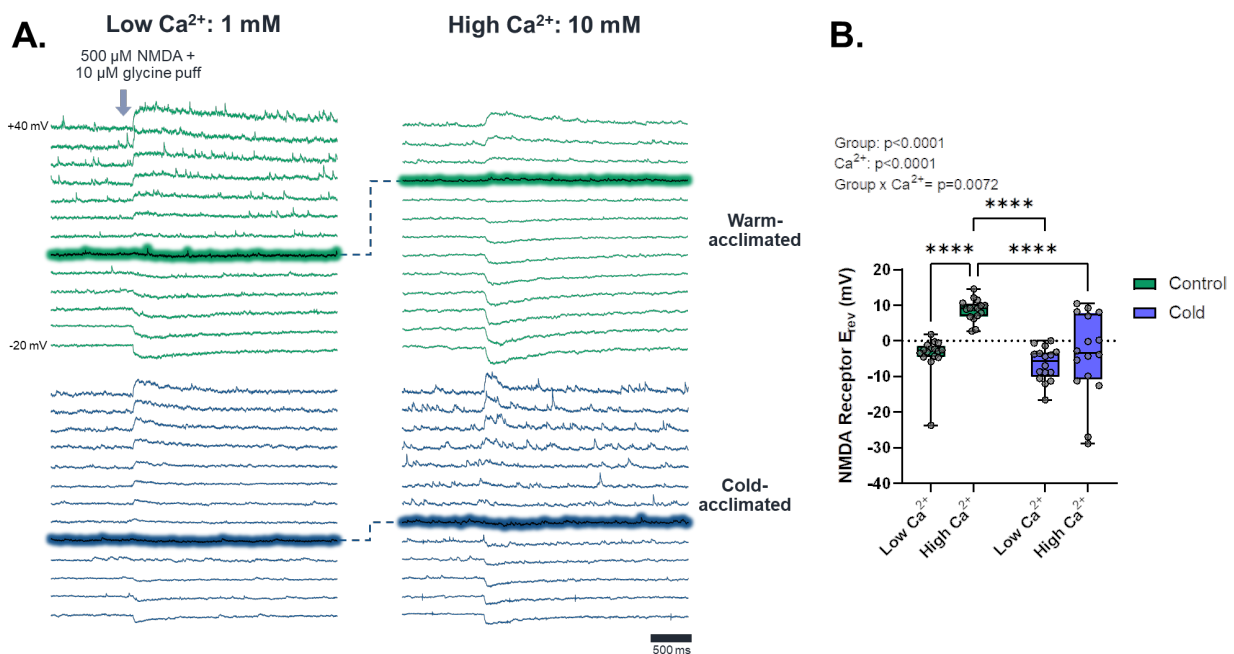 A.
Low Ca²⁺: 1 mM
High Ca²⁺: 10 mM
500 µM NMDA +
10 µM glycine puff
+40 mV
-20 mV
Warm-
acclimated
Cold-
acclimated
500 ms
B.
Group: p<0.0001
Ca²⁺: p<0.0001
Group x Ca²⁺= p=0.0072
****
**** ****
NMDA Receptor Erev (mV)
20
10
0
-10
-20
-30
-40
Low Ca²⁺
High Ca²⁺
Low Ca²⁺
High Ca²⁺
Control
Cold